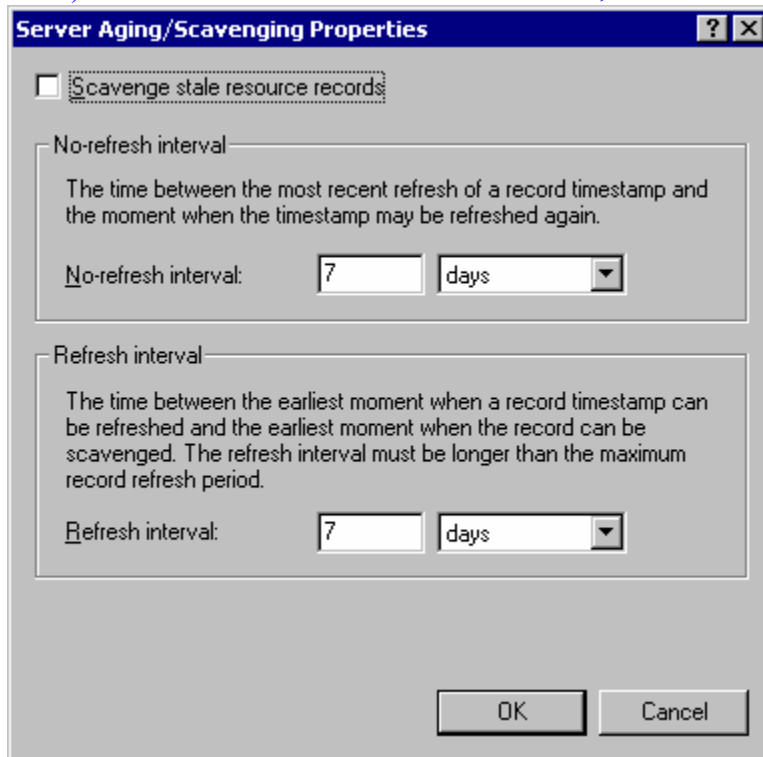 Server Aging/Scavenging Properties
Scavenge stale resource records
No-refresh interval
The time between the most recent refresh of a record timestamp and
the moment when the timestamp may be refreshed again.
No-refresh interval: 7 days
Refresh interval
The time between the earliest moment when a record timestamp can
be refreshed and the earliest moment when the record can be
scavenged. The refresh interval must be longer than the maximum
record refresh period.
Refresh interval: 7 days
OK Cancel